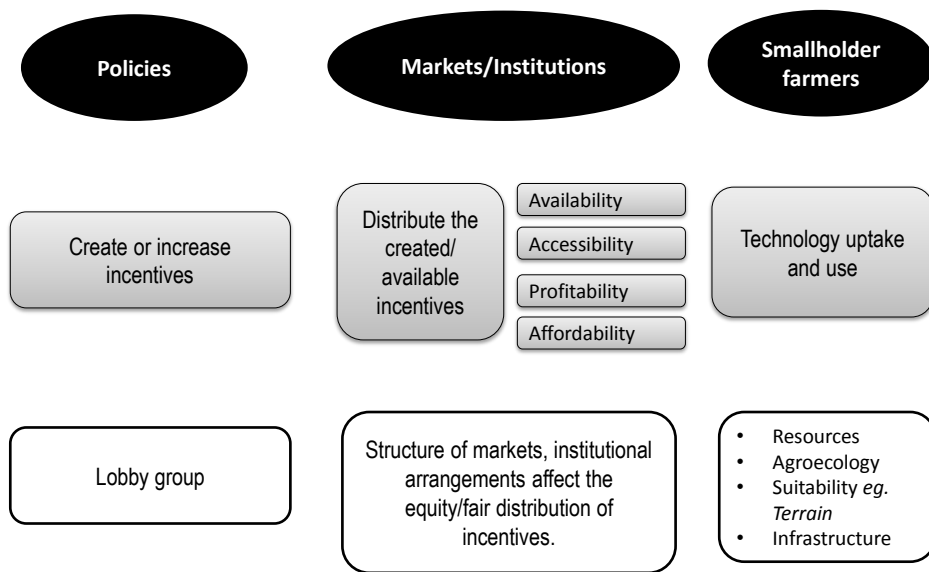 Policies
Markets/Institutions
Smallholder
farmers
Create or increase
incentives
Distribute the
created/
available
incentives
Availability
Accessibility
Profitability
Affordability
Technology uptake
and use
Lobby group
Structure of markets, institutional
arrangements affect the
equity/fair distribution of
incentives.
• Resources
• Agroecology
• Suitability eg.
Terrain
• Infrastructure